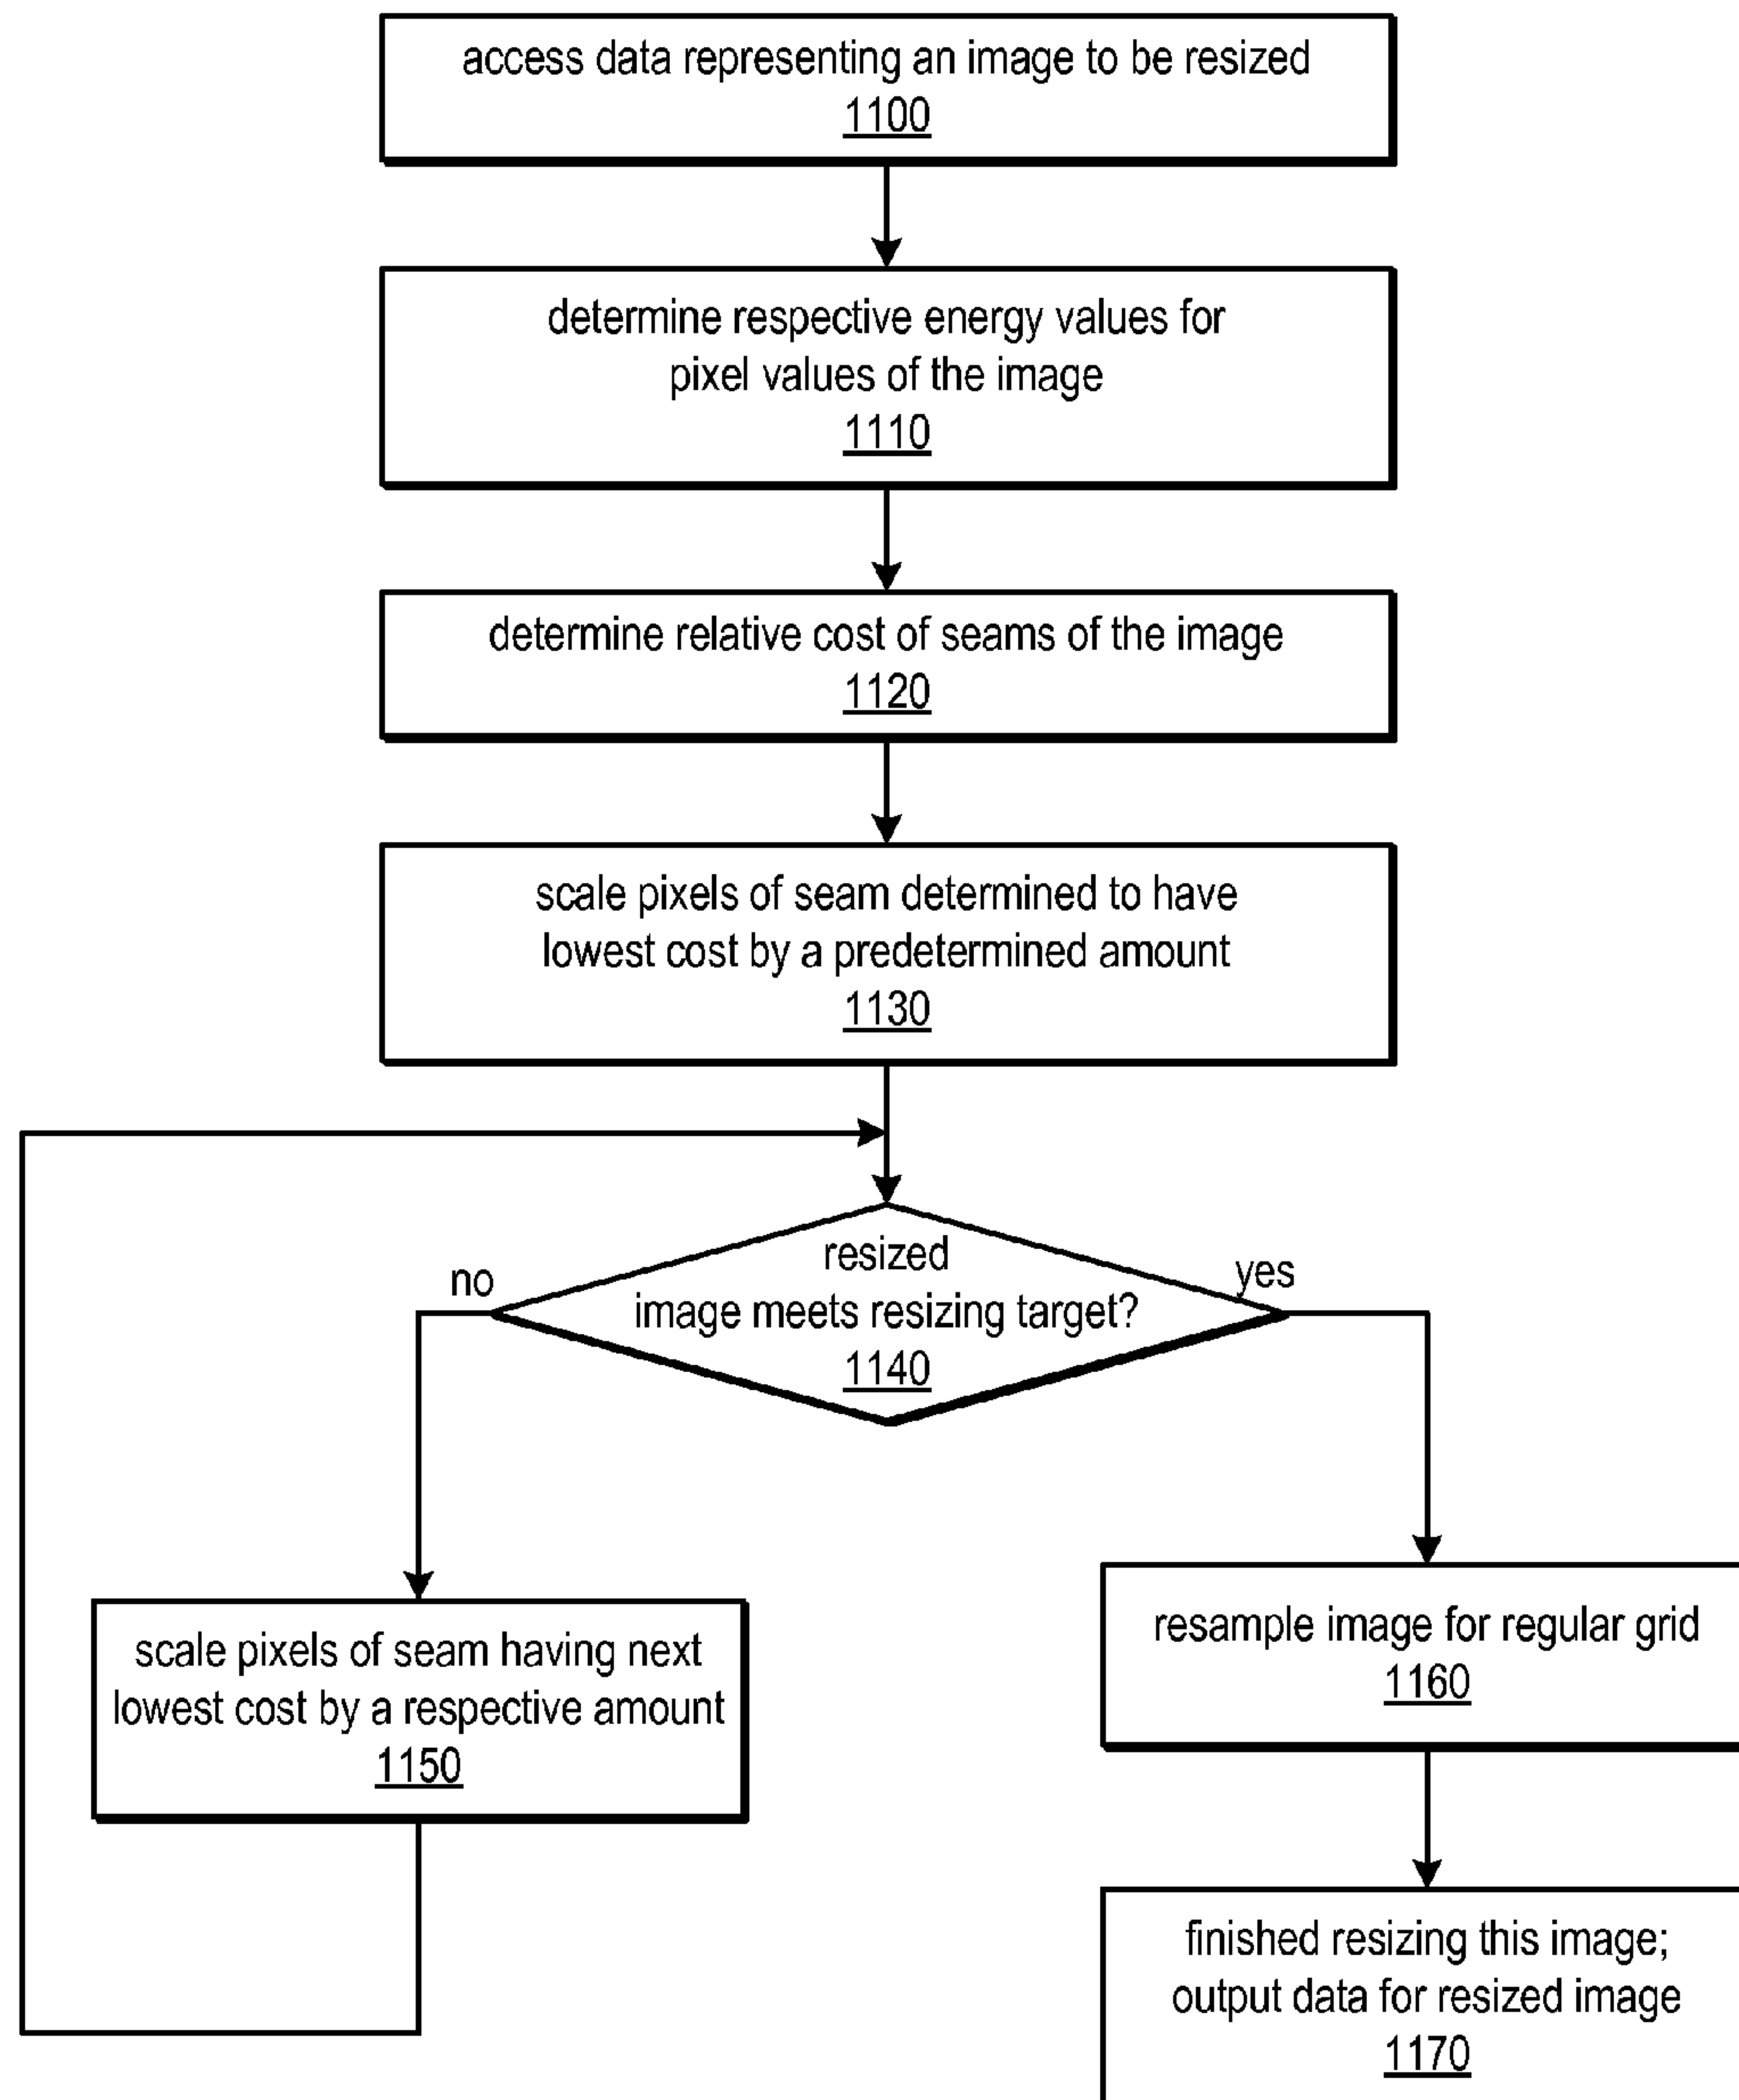 access data representing an image to be resized
1100
determine respective energy values for
pixel values of the image
1110
determine relative cost of seams of the image
1120
scale pixels of seam determined to have
lowest cost by a predetermined amount
1130
resized
image meets resizing target?
1140
no
yes
scale pixels of seam having next
lowest cost by a respective amount
1150
resample image for regular grid
1160
finished resizing this image;
output data for resized image
1170